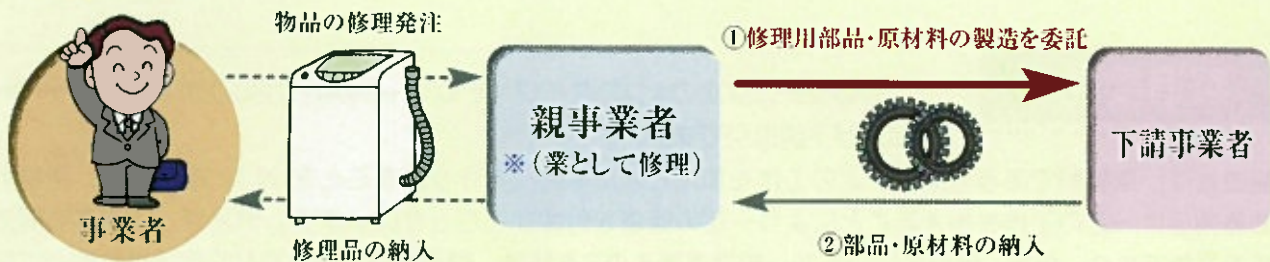 物品の修理発注
①修理用部品・原材料の製造を委託
親事業者
※(業として修理)
下請事業者
事業者
修理品の納入
②部品・原材料の納入